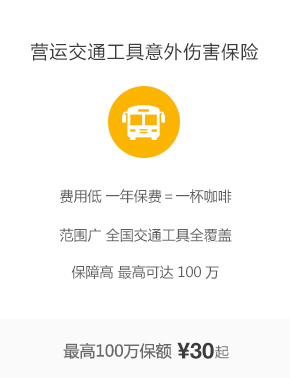 营运交通工具意外伤害保险
费用低 一年保费 = 一杯咖啡
范围广 全国交通工具全覆盖
保障高 最高可达 100 万
最高100万保额 ¥30起